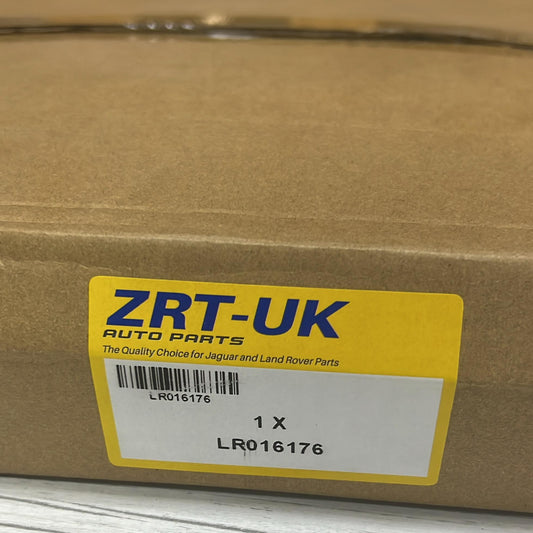 ZRT-UK
AUTO PARTS
The Quality Choice for Jaguar and Land Rover Parts
LR016176
1 X
LR016176